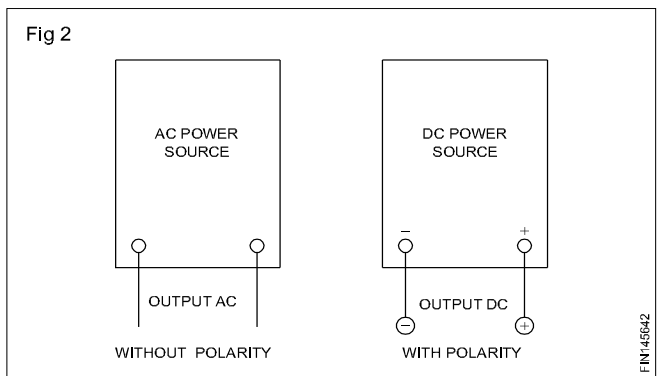 Fig 2
AC POWER
SOURCE
OUTPUT AC
WITHOUT POLARITY
DC POWER
SOURCE
− +
OUTPUT DC
− +
WITH POLARITY
FIN145642